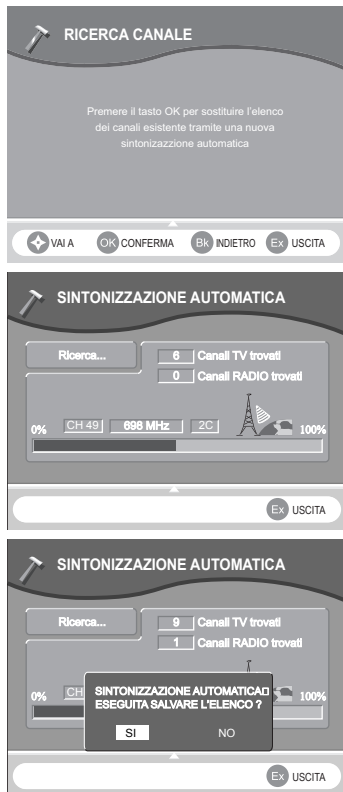 RICERCA CANALE
Premere il tasto OK per sostituire l'elenco
dei canali esistente tramite una nuova
sintonizazzione automatica
VAI A OK CONFERMA Bk INDIETRO Ex USCITA
SINTONIZZAZIONE AUTOMATICA
Ricerca... 6 Canali TV trovati
0 Canali RADIO trovati
0% CH 49 698 MHz 2C 100%
Ex USCITA
SINTONIZZAZIONE AUTOMATICA
Ricerca... 9 Canali TV trovati
1 Canali RADIO trovati
0% CH 100%
SINTONIZZAZIONE AUTOMATICA
ESEGUITA SALVARE L'ELENCO ?
SI NO
Ex USCITA